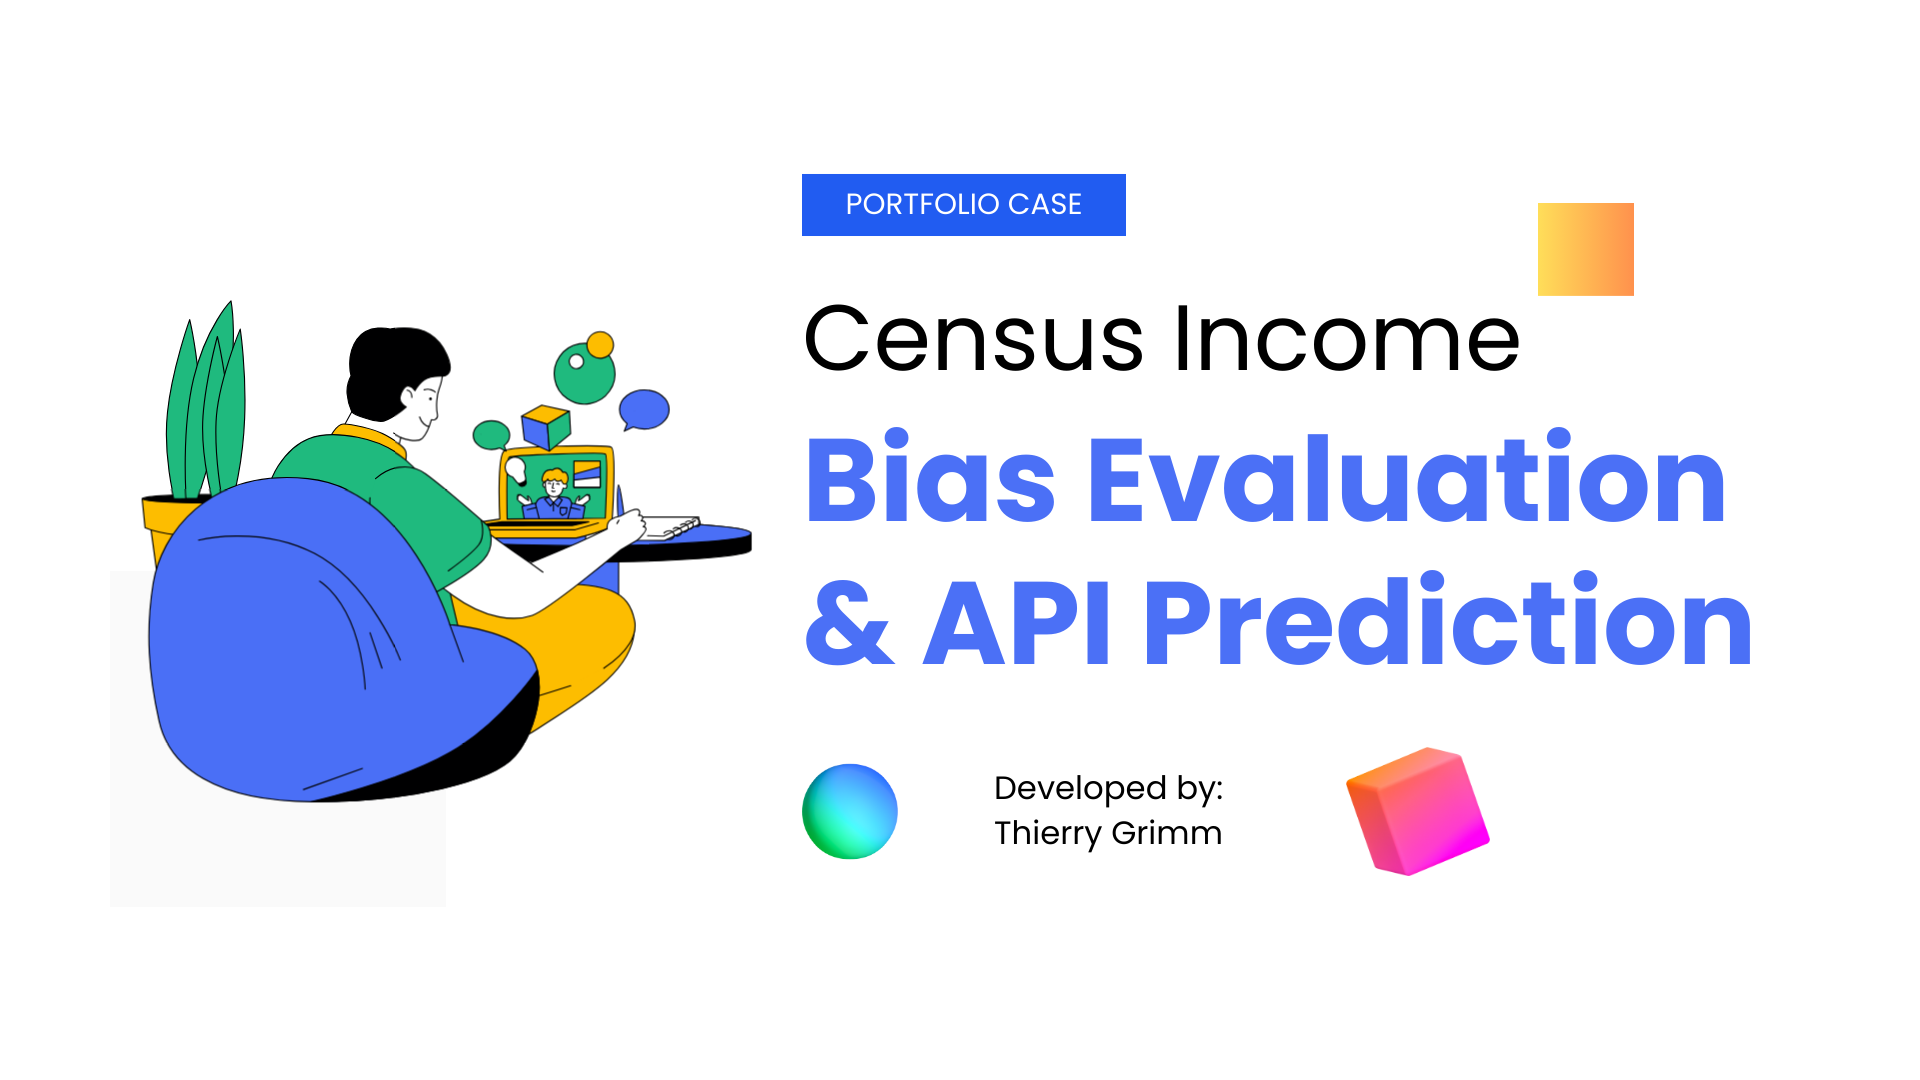 PORTFOLIO CASE
Census Income
Bias Evaluation
& API Prediction
Developed by:
Thierry Grimm